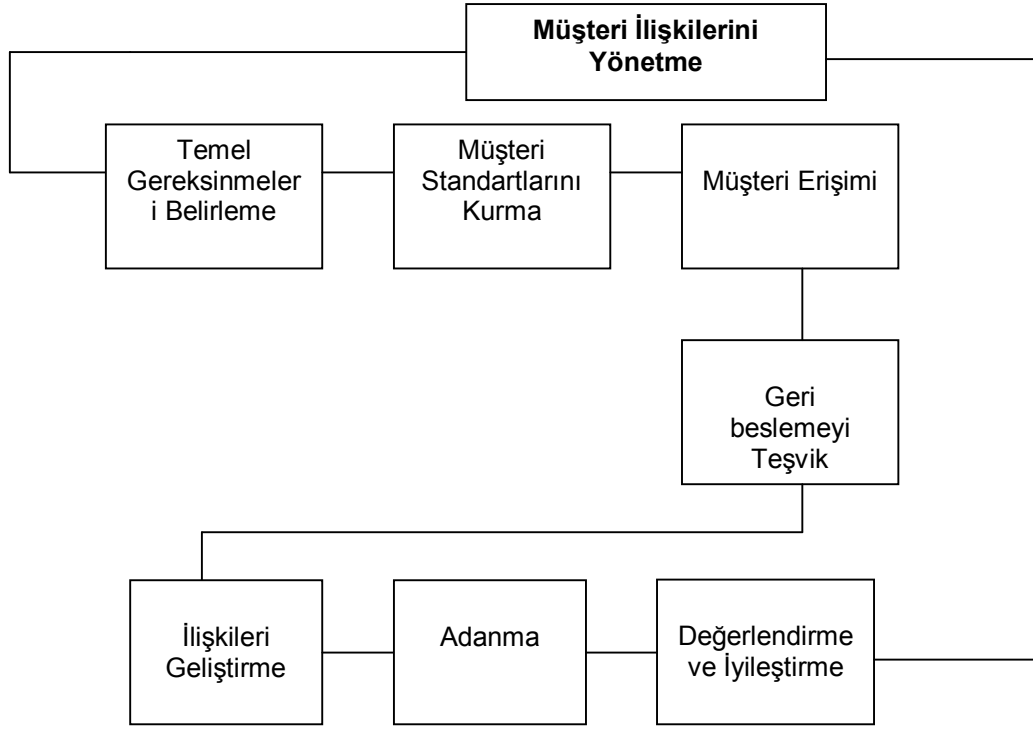 Müşteri İlişkilerini
Yönetme
Temel
Gereksinmeler
i Belirleme
Müşteri
Standartlarını
Kurma
Müşteri Erişimi
Geri
beslemeyi
Teşvik
İlişkileri
Geliştirme
Adanma
Değerlendirme
ve İyileştirme